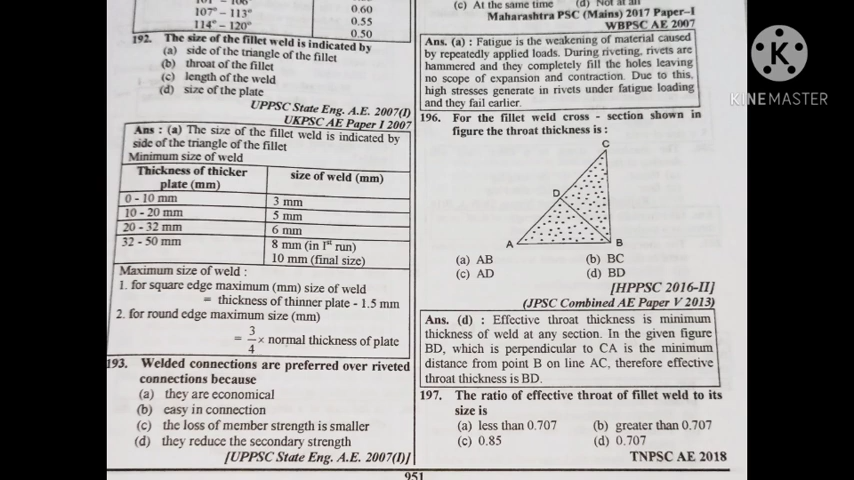 107° – 113°
0.60
114° – 120°
0.55
0.50
192. The size of the fillet weld is indicated by
(a) side of the triangle of the fillet
(b) throat of the fillet
(c) length of the weld
(d) size of the plate
UPPSC State Eng. A.E. 2007(I)
UKPSC AE Paper I 2007
Ans : (a) The size of the fillet weld is indicated by
side of the triangle of the fillet
Minimum size of weld
Thickness of thicker
plate (mm)
size of weld (mm)
0 - 10 mm
3 mm
10 - 20 mm
5 mm
20 - 32 mm
6 mm
32 - 50 mm
8 mm (in Ist run)
10 mm (final size)
Maximum size of weld :
1. for square edge maximum (mm) size of weld
= thickness of thinner plate - 1.5 mm
2. for round edge maximum size (mm)
= 3/4 × normal thickness of plate
193. Welded connections are preferred over riveted
connections because
(a) they are economical
(b) easy in connection
(c) the loss of member strength is smaller
(d) they reduce the secondary strength
[UPPSC State Eng. A.E. 2007(I)]
(c) At the same time (d) Not at all
Maharashtra PSC (Mains) 2017 Paper-I
WBPSC AE 2007
Ans. (a) : Fatigue is the weakening of material caused
by repeatedly applied loads. During riveting, rivets are
hammered and they completely fill the holes leaving
no scope of expansion and contraction. Due to this,
high stresses generate in rivets under fatigue loading
and they fail earlier.
196. For the fillet weld cross - section shown in
figure the throat thickness is :
C
D
A
B
(a) AB (b) BC
(c) AD (d) BD
[HPPSC 2016-II]
(JPSC Combined AE Paper V 2013)
Ans. (d) : Effective throat thickness is minimum
thickness of weld at any section. In the given figure
BD, which is perpendicular to CA is the minimum
distance from point B on line AC, therefore effective
throat thickness is BD.
197. The ratio of effective throat of fillet weld to its
size is
(a) less than 0.707 (b) greater than 0.707
(c) 0.85 (d) 0.707
TNPSC AE 2018
951
K
KINEMASTER